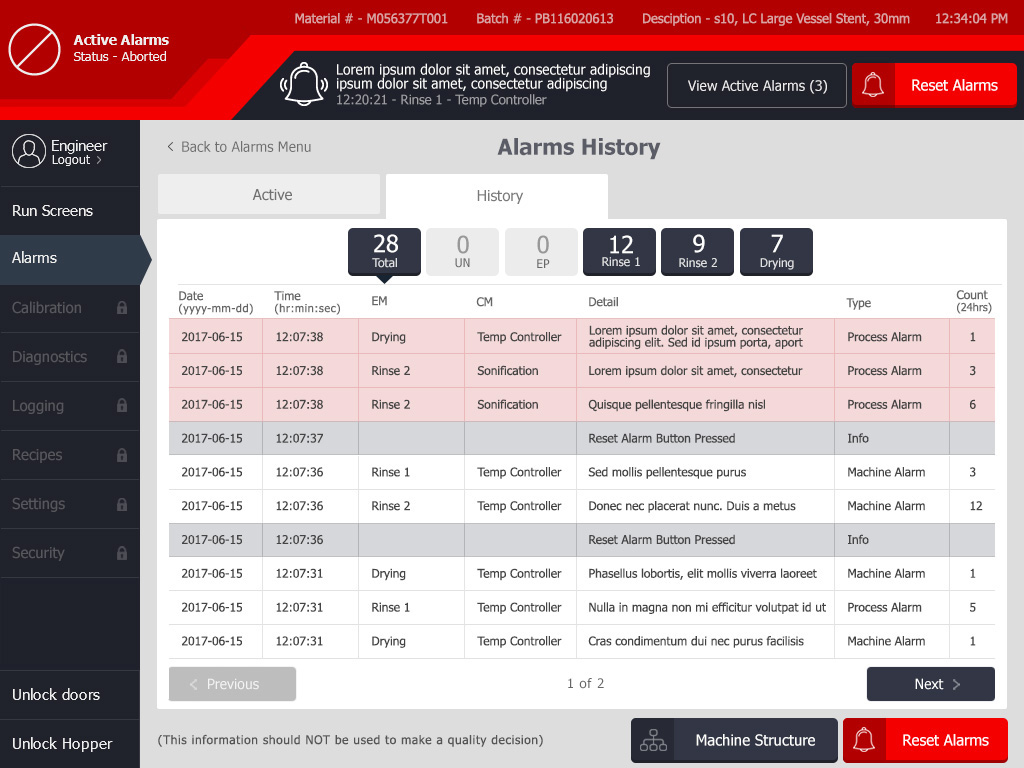 Material # - M056377T001 Batch # - PB116020613 Desciption - s10, LC Large Vessel Stent, 30mm 12:34:04 PM
Active Alarms
Status - Aborted
Lorem ipsum dolor sit amet, consectetur adipiscing
ipsum dolor sit amet, consectetur adipiscing
12:20:21 - Rinse 1 - Temp Controller
View Active Alarms (3)
Reset Alarms
Engineer
Logout >
Run Screens
Alarms
Calibration
Diagnostics
Logging
Recipes
Settings
Security
Unlock doors
Unlock Hopper
< Back to Alarms Menu
Alarms History
Active
History
28
Total
0
UN
0
EP
12
Rinse 1
9
Rinse 2
7
Drying
Date
(yyyy-mm-dd)
Time
(hr:min:sec)
EM
CM
Detail
Type
Count
(24hrs)
2017-06-15 12:07:38 Drying Temp Controller Lorem ipsum dolor sit amet, consectetur
adipiscing elit. Sed id ipsum porta, aport Process Alarm 1
2017-06-15 12:07:38 Rinse 2 Sonification Lorem ipsum dolor sit amet, consectetur Process Alarm 3
2017-06-15 12:07:38 Rinse 2 Sonification Quisque pellentesque fringilla nisl Process Alarm 6
2017-06-15 12:07:37 Reset Alarm Button Pressed Info
2017-06-15 12:07:36 Rinse 1 Temp Controller Sed mollis pellentesque purus Machine Alarm 3
2017-06-15 12:07:36 Rinse 2 Temp Controller Donec nec placerat nunc. Duis a metus Machine Alarm 12
2017-06-15 12:07:36 Reset Alarm Button Pressed Info
2017-06-15 12:07:31 Drying Temp Controller Phasellus lobortis, elit mollis viverra laoreet Machine Alarm 1
2017-06-15 12:07:31 Rinse 1 Temp Controller Nulla in magna non mi efficitur volutpat id ut Process Alarm 5
2017-06-15 12:07:31 Drying Temp Controller Cras condimentum dui nec purus facilisis Machine Alarm 1
< Previous
1 of 2
Next >
(This information should NOT be used to make a quality decision)
Machine Structure
Reset Alarms